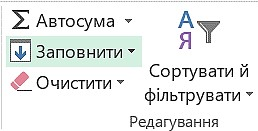 Σ Автосума
Заповнити
Очистити
А
Я
Сортувати й
фільтрувати
Редагування